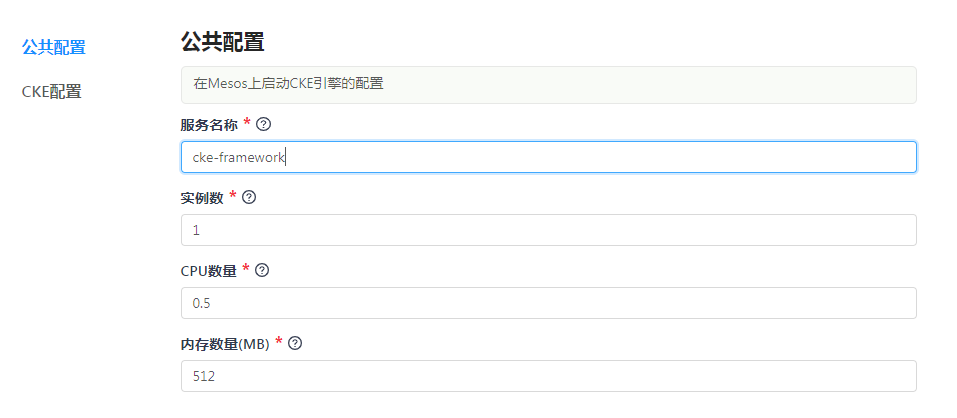 公共配置
CKE配置
公共配置
在Mesos上启动CKE引擎的配置
服务名称 * ?
cke-framework
实例数 * ?
1
CPU数量 * ?
0.5
内存数量(MB) * ?
512